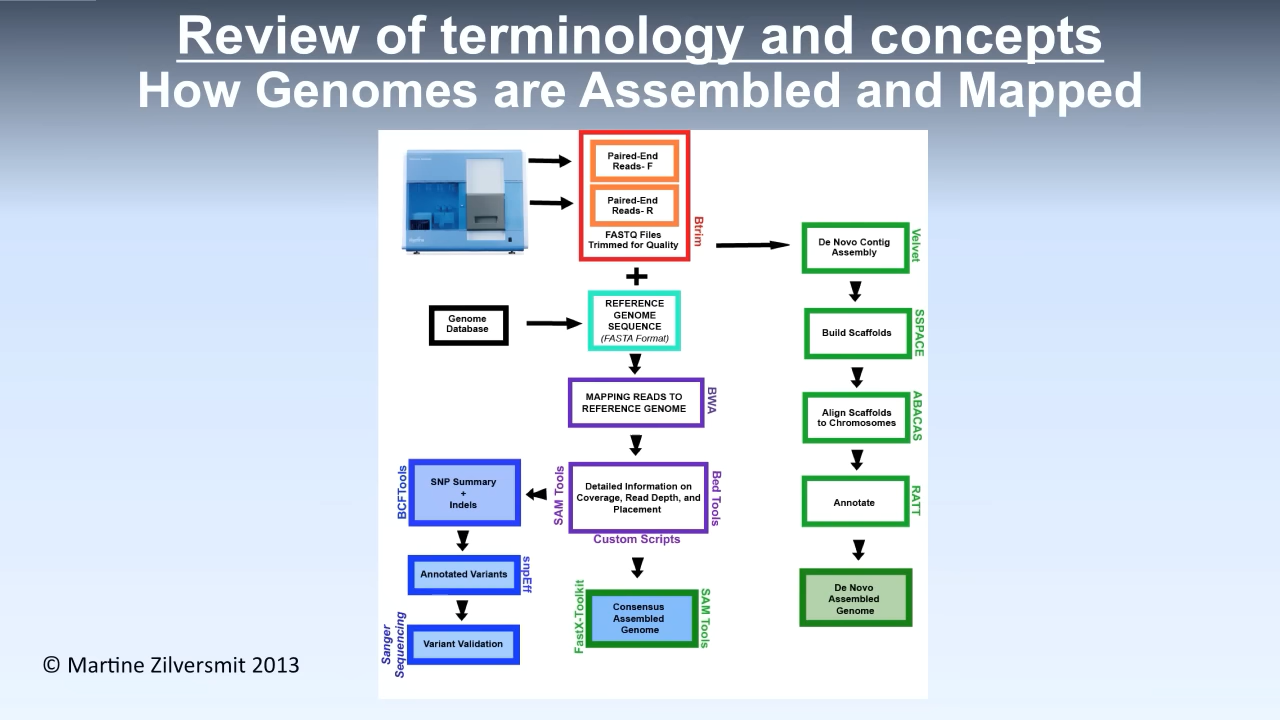 Review of terminology and concepts
How Genomes are Assembled and Mapped
Paired-End
Reads- F
Paired-End
Reads- R
FASTQ Files
Trimmed for Quality
Btrim
+
De Novo Contig
Assembly
Velvet
Genome
Database
REFERENCE
GENOME
SEQUENCE
(FASTA Format)
Build Scaffolds
SSPACE
MAPPING READS TO
REFERENCE GENOME
BWA
Align Scaffolds
to Chromosomes
ABACAS
BCFTools
SNP Summary
+
Indels
SAM Tools
Detailed Information on
Coverage, Read Depth, and
Placement
Bed Tools
Custom Scripts
Annotate
RATT
Annotated Variants
snpEff
FastX-Toolkit
Consensus
Assembled
Genome
SAM Tools
De Novo
Assembled
Genome
Sanger
Sequencing
Variant Validation
© Martine Zilversmit 2013